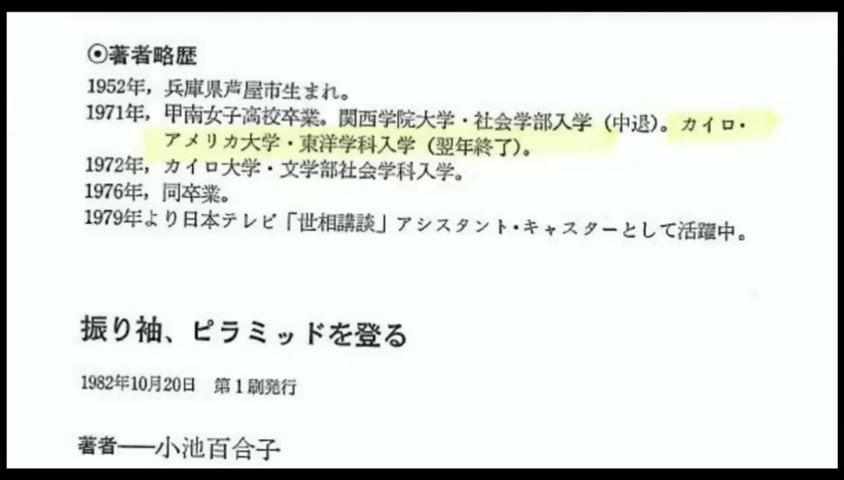 ⦿著者略歴
1952年，兵庫県芦屋市生まれ。
1971年，甲南女子高校卒業。関西学院大学・社会学部入学（中退）。カイロ・
アメリカ大学・東洋学科入学（翌年終了）。
1972年，カイロ大学・文学部社会学科入学。
1976年，同卒業。
1979年より日本テレビ「世相講談」アシスタント・キャスターとして活躍中。
振り袖、ピラミッドを登る
1982年10月20日　第1刷発行
著者──小池百合子